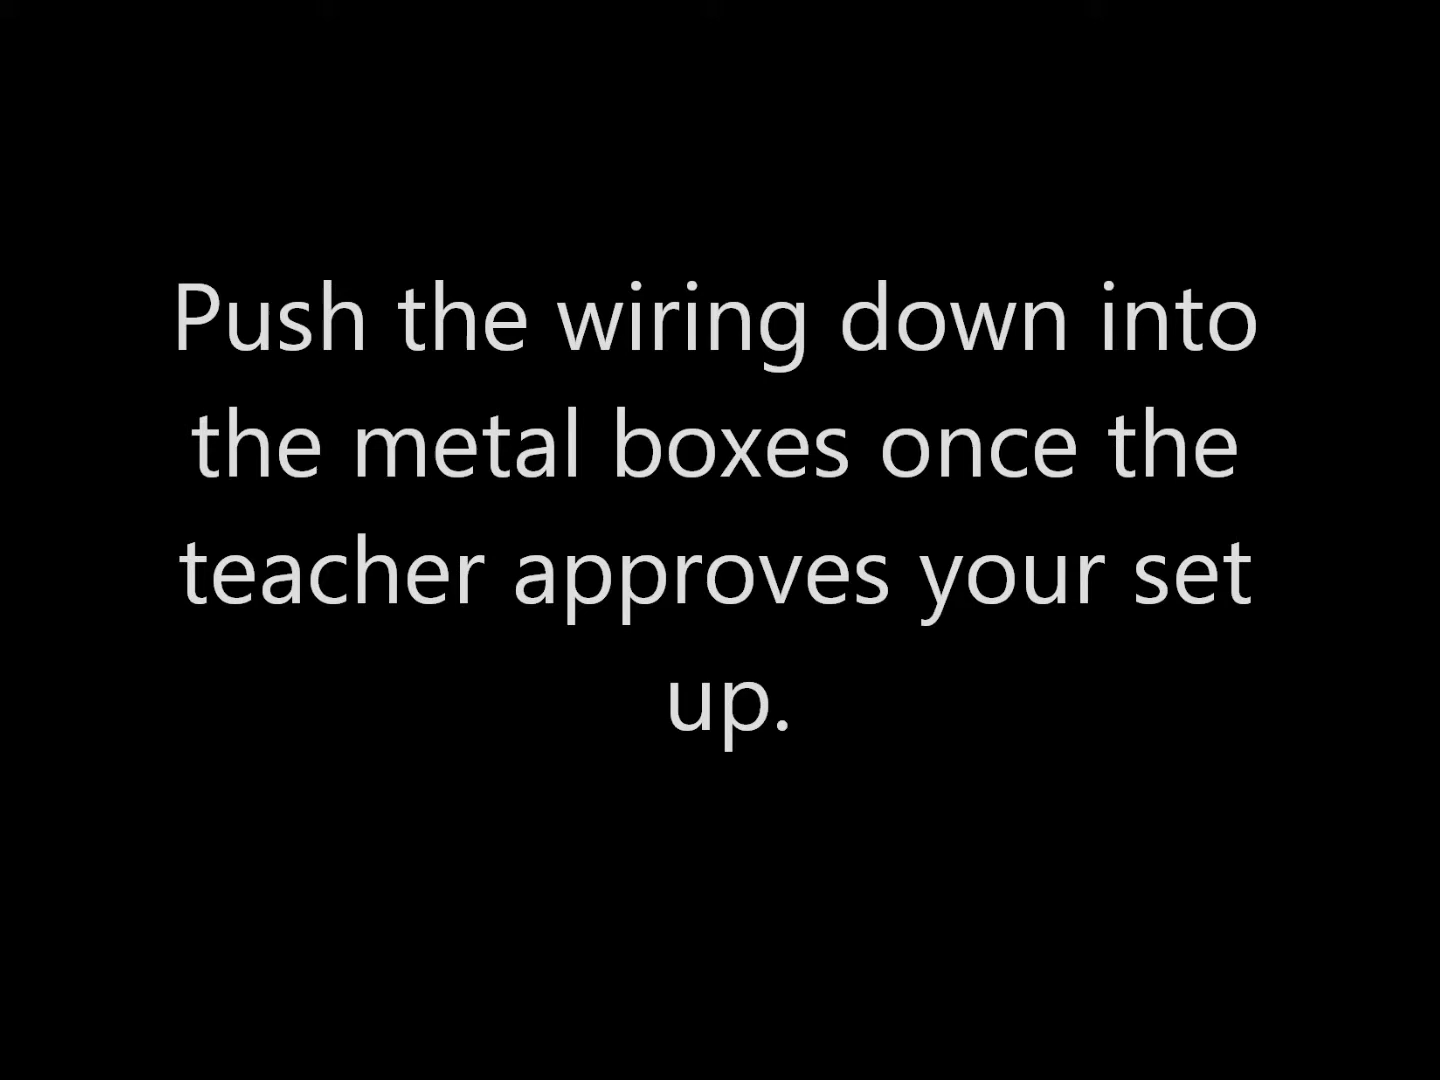 Push the wiring down into
the metal boxes once the
teacher approves your set
up.